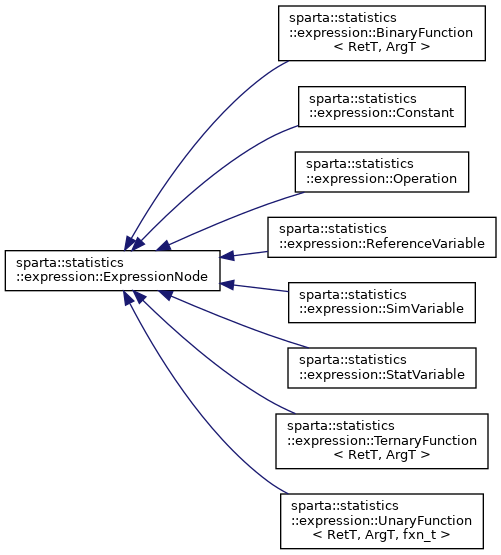 sparta::statistics
::expression::BinaryFunction
< RetT, ArgT >
sparta::statistics
::expression::Constant
sparta::statistics
::expression::Operation
sparta::statistics
::expression::ReferenceVariable
sparta::statistics
::expression::ExpressionNode
sparta::statistics
::expression::SimVariable
sparta::statistics
::expression::StatVariable
sparta::statistics
::expression::TernaryFunction
< RetT, ArgT >
sparta::statistics
::expression::UnaryFunction
< RetT, ArgT, fxn_t >